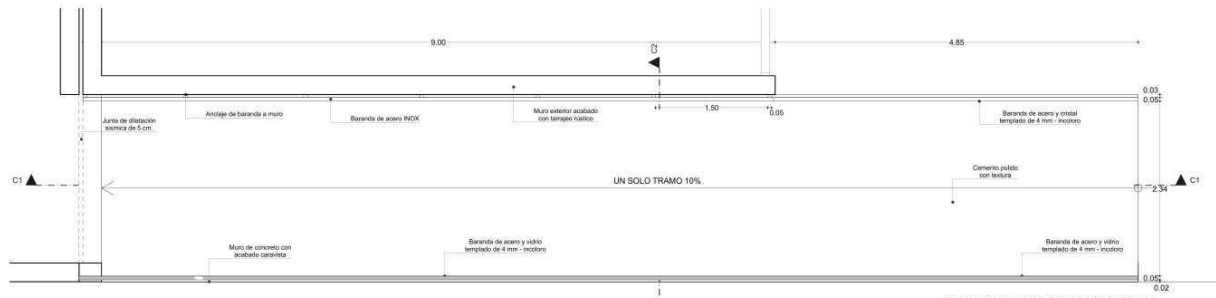 9.00
4.85
C2
1.50
0.05
0.03
0.05
Junta de dilatación
sísmica de 5 cm.
Anclaje de baranda a muro
Baranda de acero INOX
Muro exterior acabado
con tarrajeo rústico
Baranda de acero y cristal
templado de 4 mm - incoloro
C1
UN SOLO TRAMO 10%
Cemento pulido
con textura
C1
2.34
Muro de concreto con
acabado caravista
Baranda de acero y vidrio
templado de 4 mm - incoloro
Baranda de acero y vidrio
templado de 4 mm - incoloro
0.05
0.02